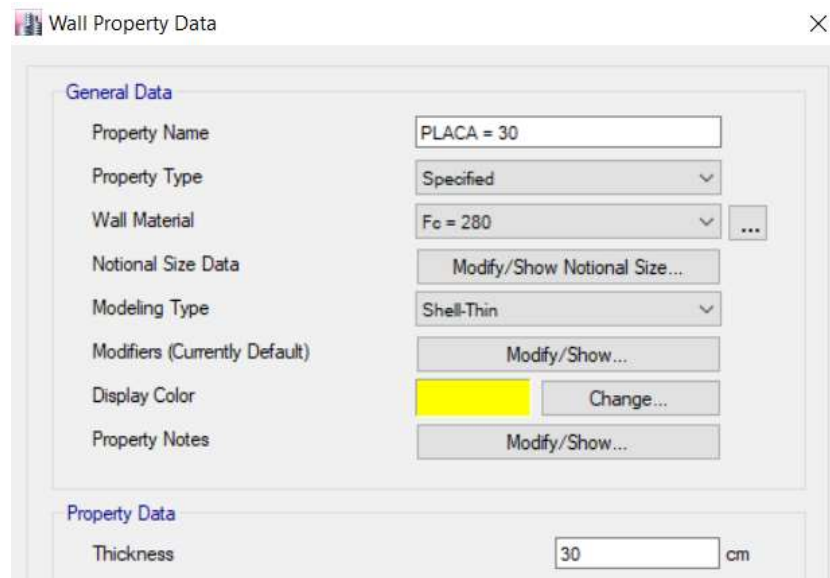 Wall Property Data
General Data
Property Name PLACA = 30
Property Type Specified
Wall Material Fc = 280 ...
Notional Size Data Modify/Show Notional Size...
Modeling Type Shell-Thin
Modifiers (Currently Default) Modify/Show...
Display Color Change...
Property Notes Modify/Show...
Property Data
Thickness 30 cm